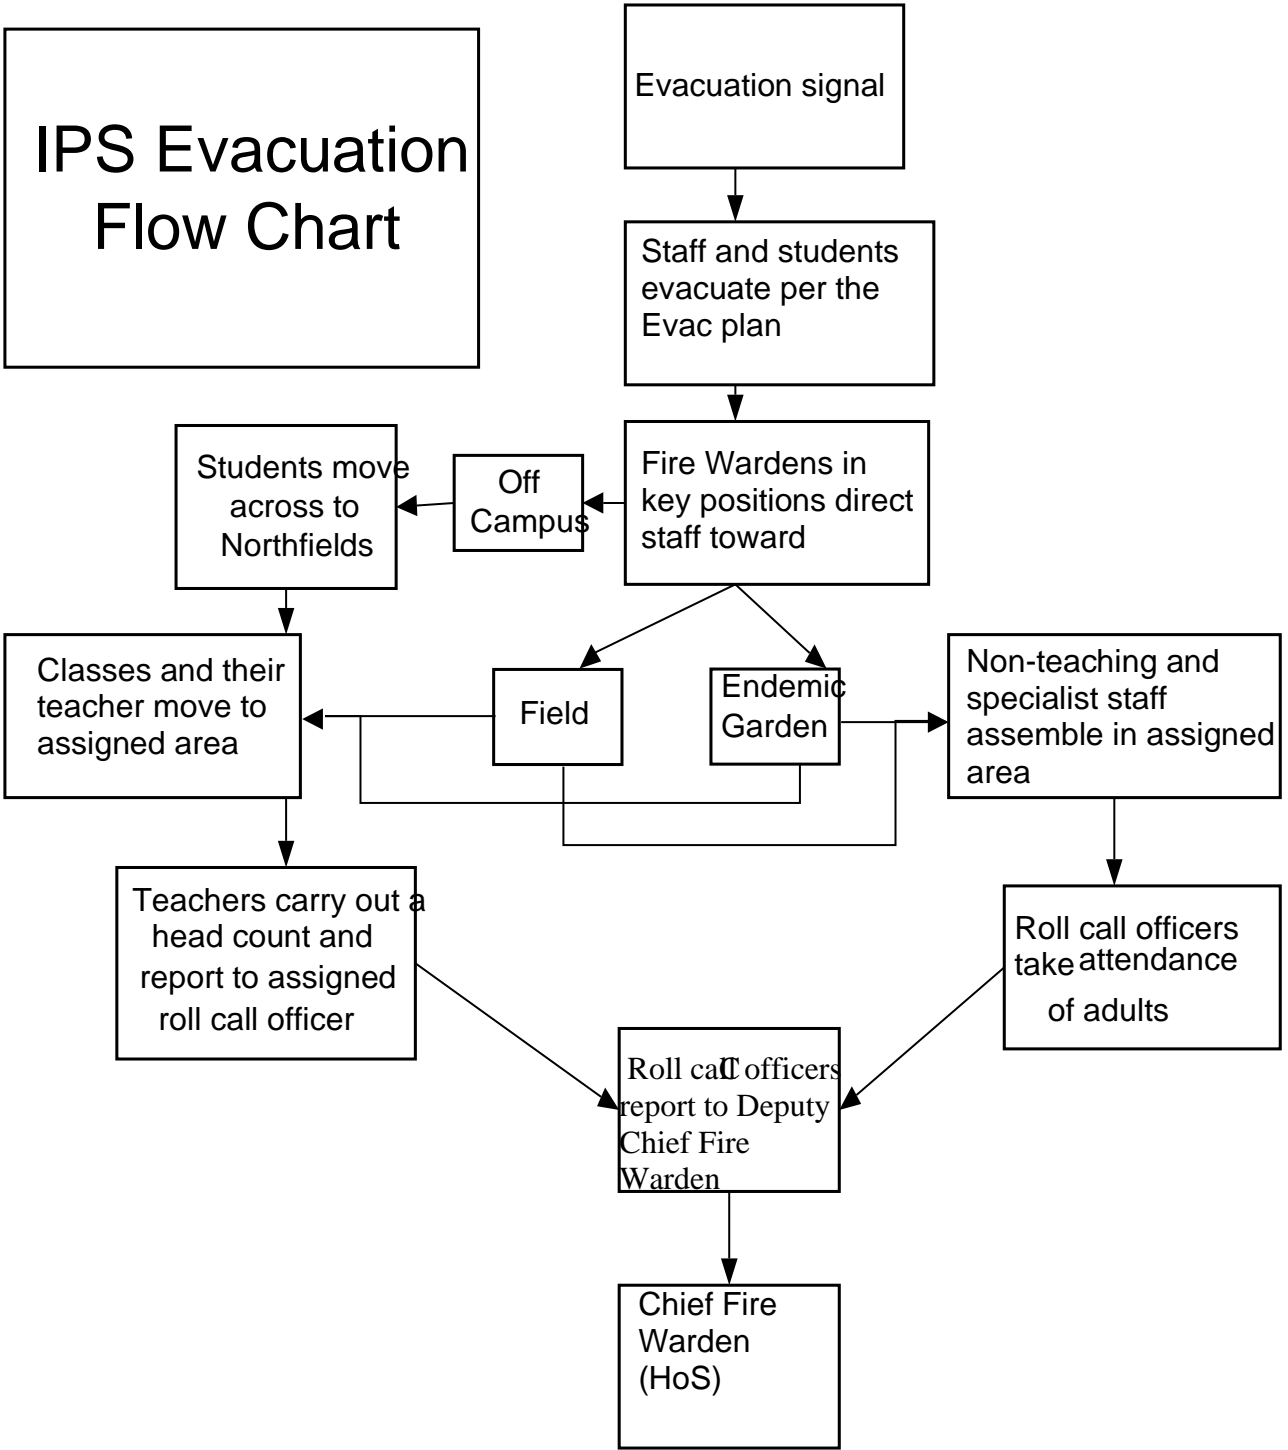 IPS Evacuation
Flow Chart
Evacuation signal
Staff and students
evacuate per the
Evac plan
Fire Wardens in
key positions direct
staff toward
Off
Campus
Students move
across to
Northfields
Classes and their
teacher move to
assigned area
Field
Endemic
Garden
Non-teaching and
specialist staff
assemble in assigned
area
Teachers carry out a
head count and
report to assigned
roll call officer
Roll call officers
take attendance
of adults
Roll call officers
report to Deputy
Chief Fire
Warden
Chief Fire
Warden
(HoS)